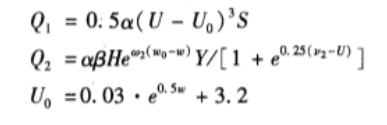 Q₁ = 0.5α(U − U₀)³S
Q₂ = αβHe^{ω₂(w₀−w)} Y/[1 + e^{0.25(ν₂−U)}]
U₀ = 0.03 · e^{0.5w} + 3.2